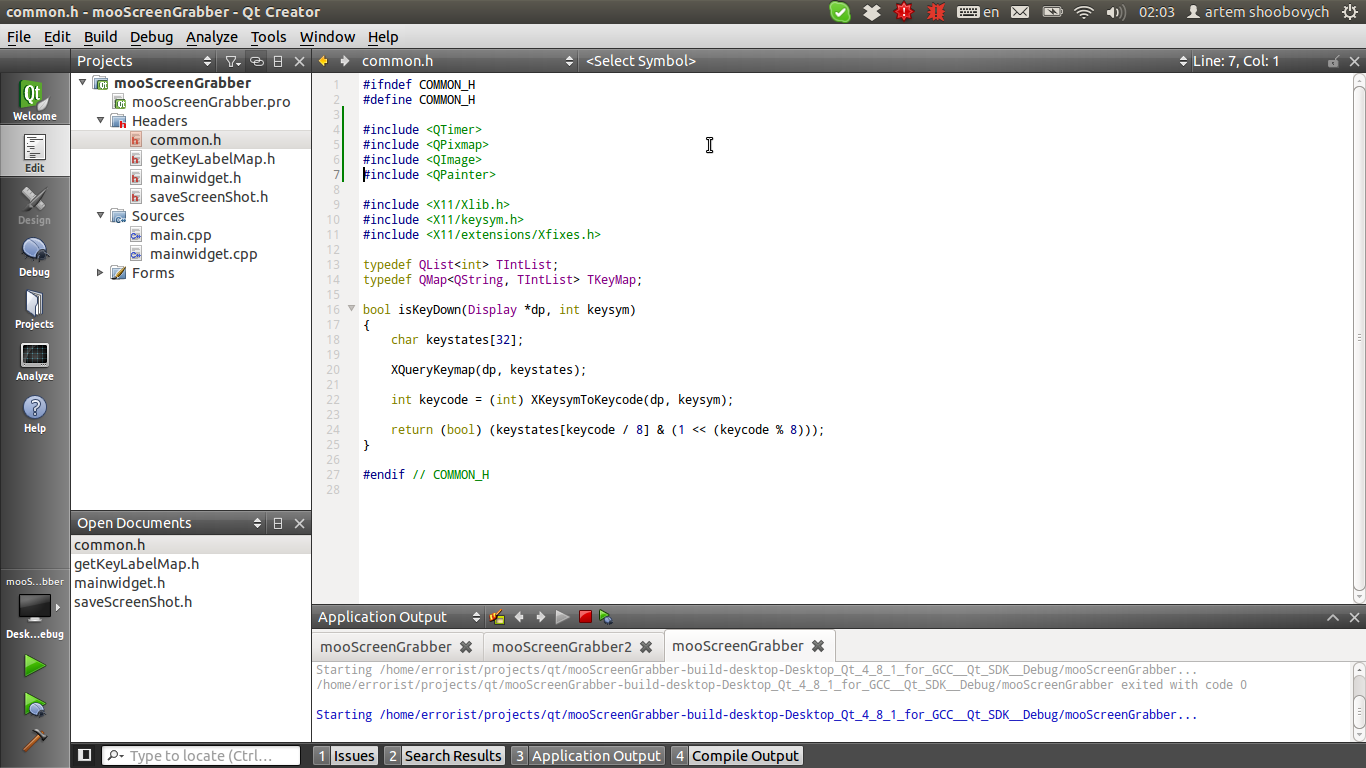 common.h - mooScreenGrabber - Qt Creator
en
02:03
artem shoobovych
File Edit Build Debug Analyze Tools Window Help
Projects
common.h
<Select Symbol>
Line: 7, Col: 1
Welcome
Edit
Design
Debug
Projects
Analyze
Help
mooS...bber
Desk...ebug
mooScreenGrabber
mooScreenGrabber.pro
Headers
common.h
getKeyLabelMap.h
mainwidget.h
saveScreenShot.h
Sources
main.cpp
mainwidget.cpp
Forms
Open Documents
common.h
getKeyLabelMap.h
mainwidget.h
saveScreenShot.h
1 #ifndef COMMON_H
2 #define COMMON_H
3
4 #include <QTimer>
5 #include <QPixmap>
6 #include <QImage>
7 #include <QPainter>
8
9 #include <X11/Xlib.h>
10 #include <X11/keysym.h>
11 #include <X11/extensions/Xfixes.h>
12
13 typedef QList<int> TIntList;
14 typedef QMap<QString, TIntList> TKeyMap;
15
16 bool isKeyDown(Display *dp, int keysym)
17 {
18     char keystates[32];
19
20     XQueryKeymap(dp, keystates);
21
22     int keycode = (int) XKeysymToKeycode(dp, keysym);
23
24     return (bool) (keystates[keycode / 8] & (1 << (keycode % 8)));
25 }
26
27 #endif // COMMON_H
28
Application Output
mooScreenGrabber
mooScreenGrabber2
mooScreenGrabber
Starting /home/errorist/projects/qt/mooScreenGrabber-build-desktop-Desktop_Qt_4_8_1_for_GCC__Qt_SDK__Debug/mooScreenGrabber...
/home/errorist/projects/qt/mooScreenGrabber-build-desktop-Desktop_Qt_4_8_1_for_GCC__Qt_SDK__Debug/mooScreenGrabber exited with code 0
Starting /home/errorist/projects/qt/mooScreenGrabber-build-desktop-Desktop_Qt_4_8_1_for_GCC__Qt_SDK__Debug/mooScreenGrabber...
Type to locate (Ctrl...
1 Issues
2 Search Results
3 Application Output
4 Compile Output